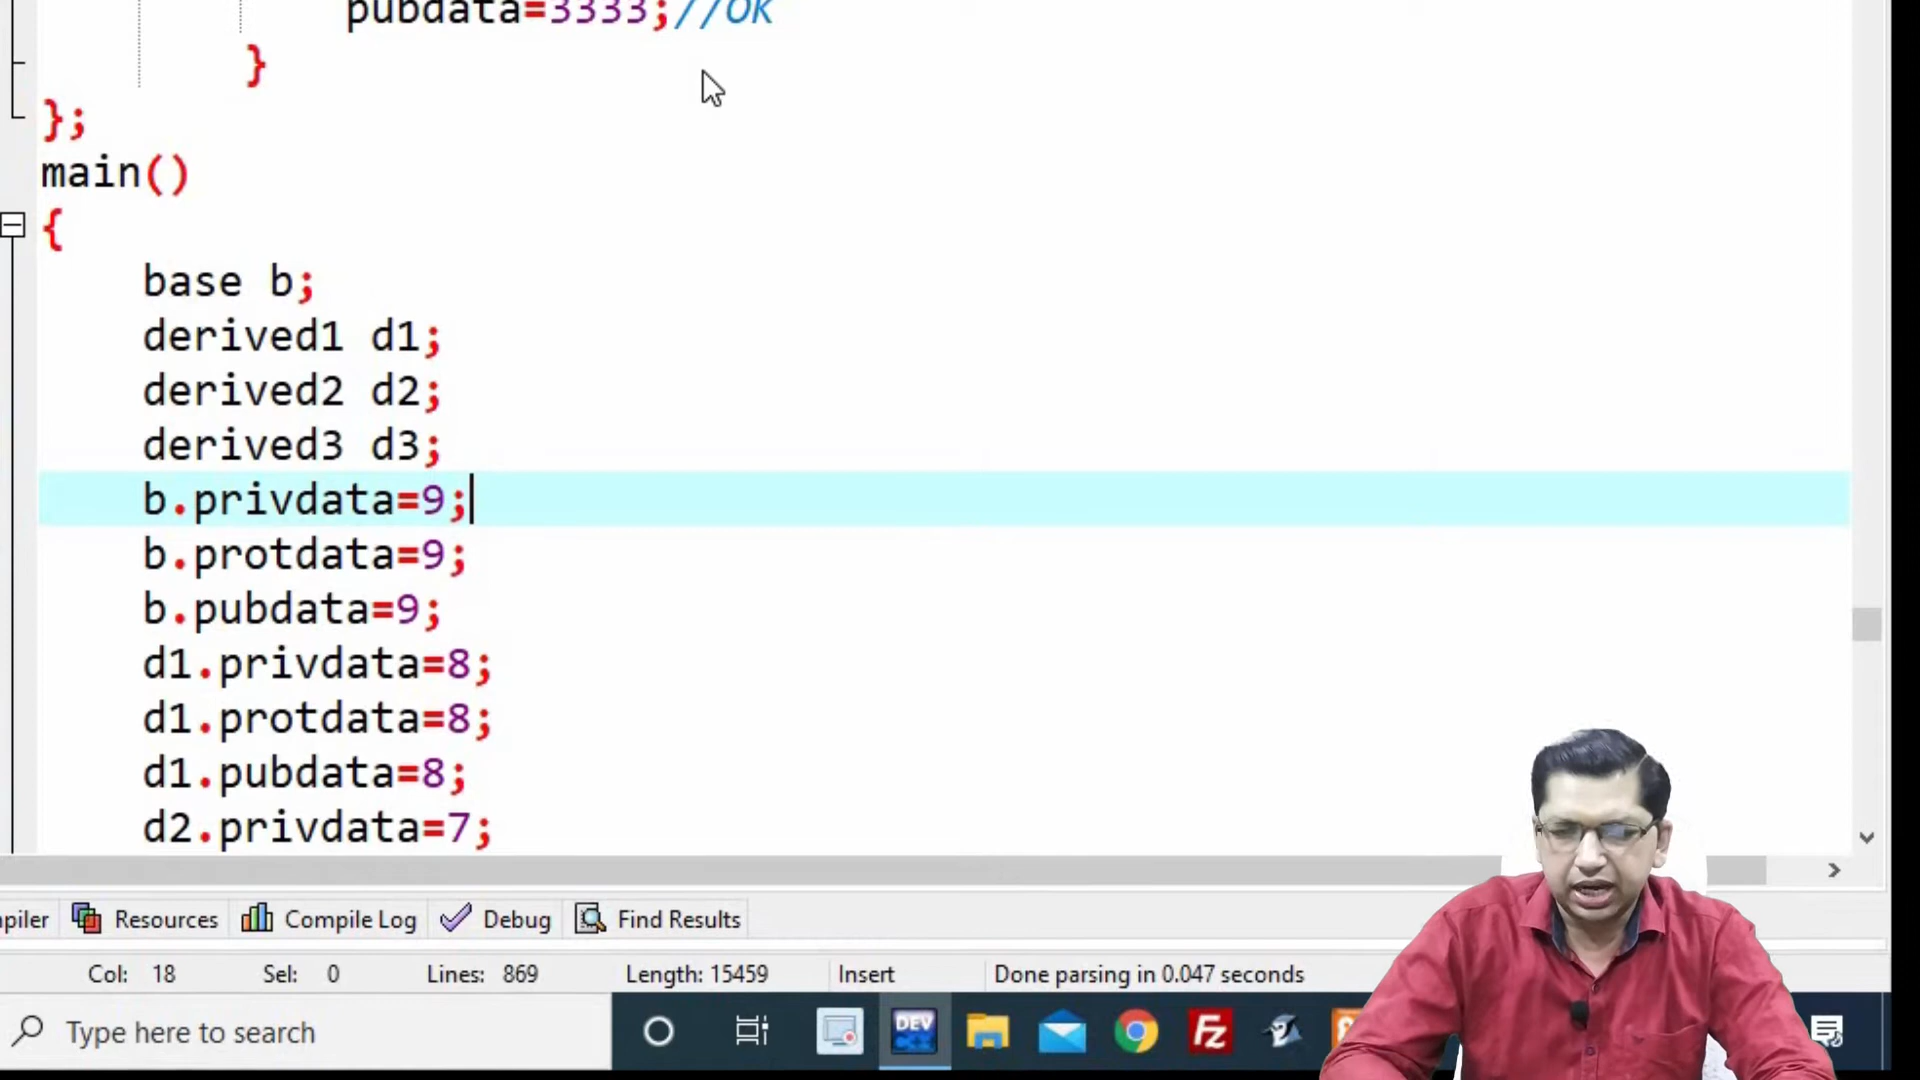 pubdata=3333;//OK
}
};
main()
{
base b;
derived1 d1;
derived2 d2;
derived3 d3;
b.privdata=9;
b.protdata=9;
b.pubdata=9;
d1.privdata=8;
d1.protdata=8;
d1.pubdata=8;
d2.privdata=7;
Resources Compile Log Debug Find Results
Col: 18 Sel: 0 Lines: 869 Length: 15459 Insert Done parsing in 0.047 seconds
Type here to search DEV Fz